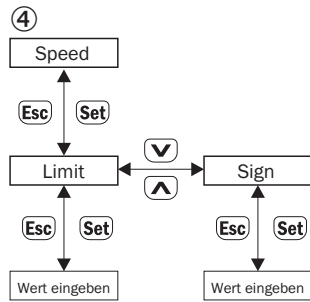 ④
Speed
Esc Set
Limit Sign
Esc Set Esc Set
Wert eingeben Wert eingeben